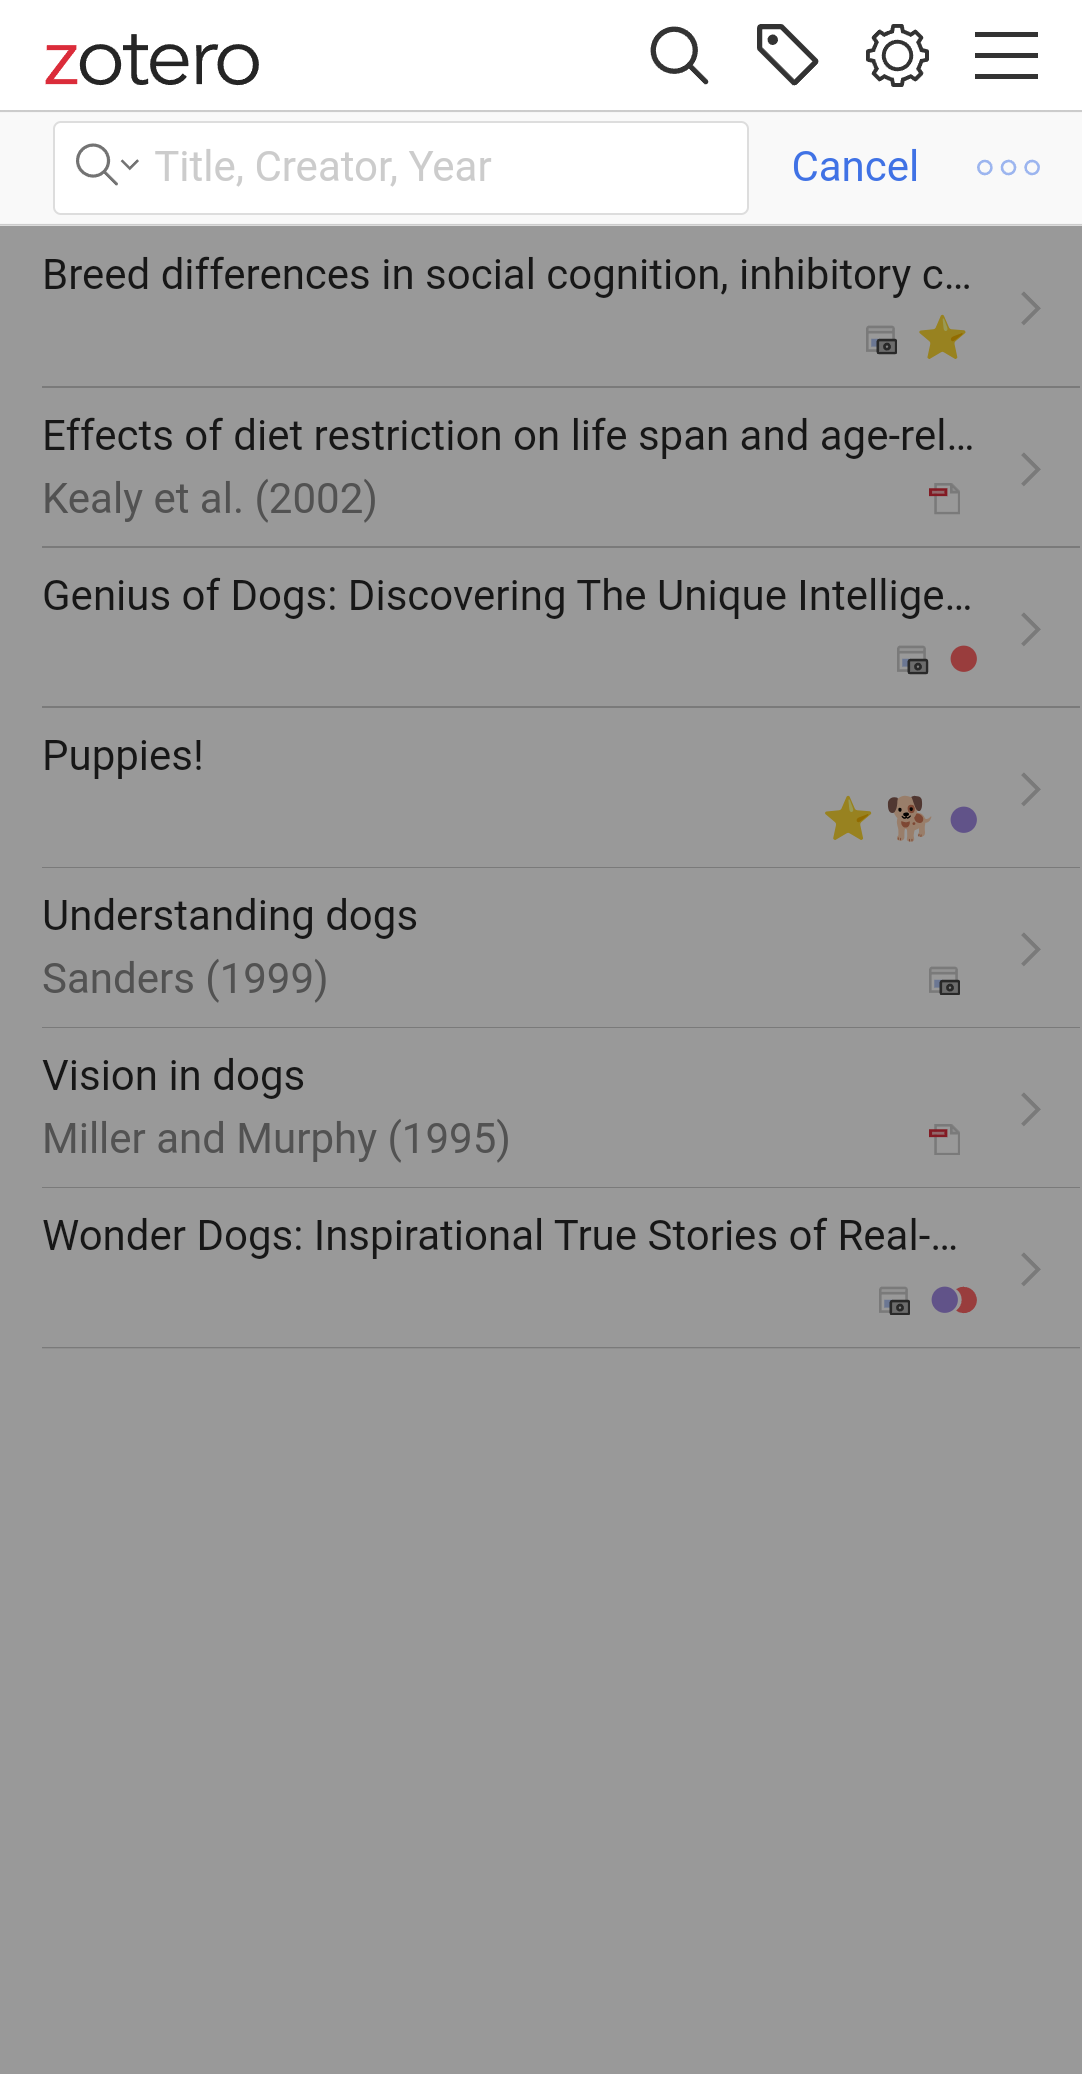 zotero
Title, Creator, Year
Cancel
Breed differences in social cognition, inhibitory c…
Effects of diet restriction on life span and age-rel…
Kealy et al. (2002)
Genius of Dogs: Discovering The Unique Intellige…
Puppies!
Understanding dogs
Sanders (1999)
Vision in dogs
Miller and Murphy (1995)
Wonder Dogs: Inspirational True Stories of Real-…